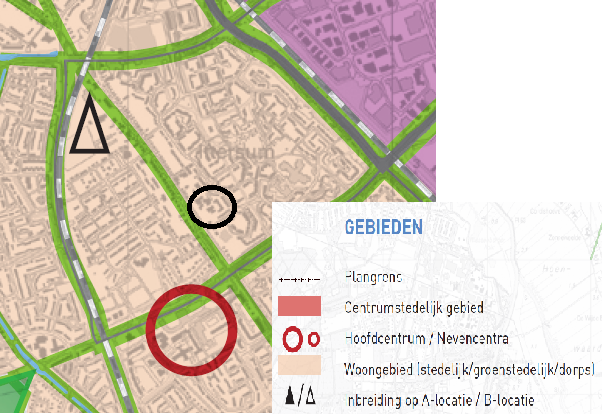 GEBIEDEN
Plangrens
Centrumstedelijk gebied
Hoofdcentrum / Nevencentra
Woongebied (stedelijk/groenstedelijk/dorps)
Inbreiding op A-locatie / B-locatie